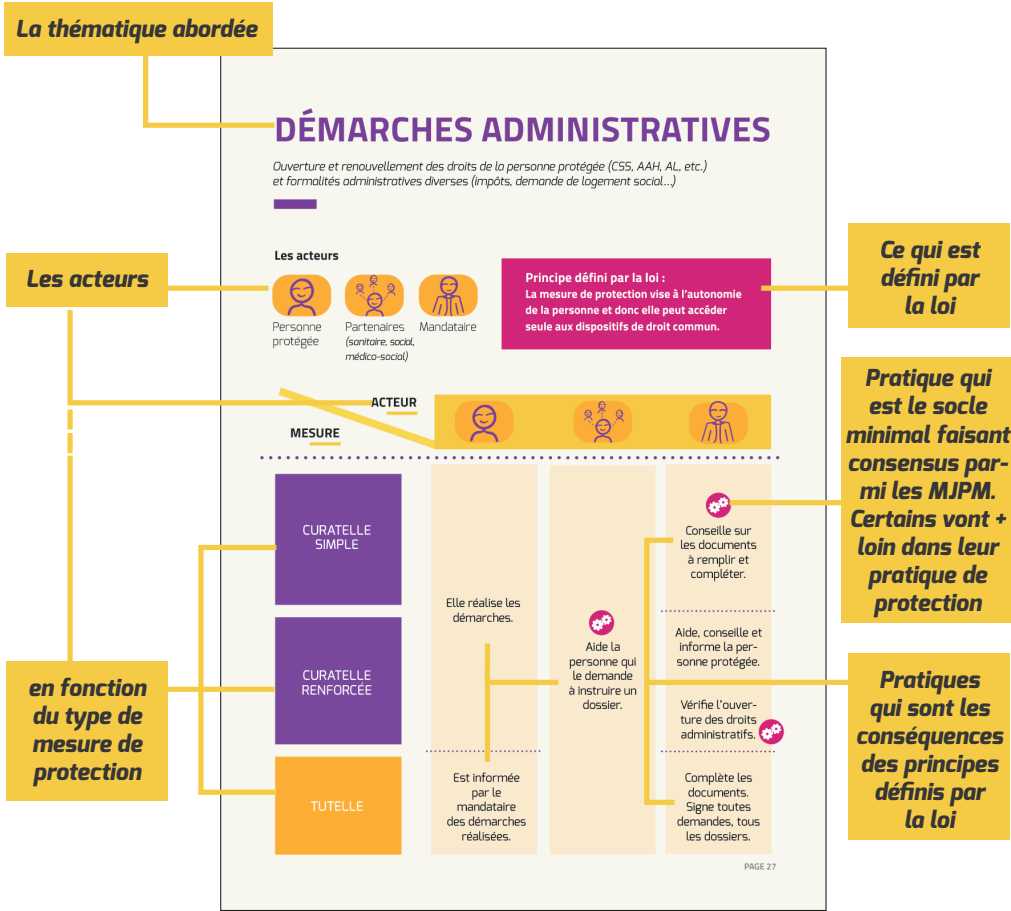 La thématique abordée
DÉMARCHES ADMINISTRATIVES
Ouverture et renouvellement des droits de la personne protégée (CSS, AAH, AL, etc.)
et formalités administratives diverses (impôts, demande de logement social...)
Les acteurs
Les acteurs
Personne
protégée
Partenaires
(sanitaire, social,
médico-social)
Mandataire
Principe défini par la loi :
La mesure de protection vise à l'autonomie
de la personne et donc elle peut accéder
seule aux dispositifs de droit commun.
Ce qui est
défini par
la loi
ACTEUR
MESURE
Pratique qui
est le socle
minimal faisant
consensus par-
mi les MJPM.
Certains vont +
loin dans leur
pratique de
protection
CURATELLE
SIMPLE
CURATELLE
RENFORCÉE
TUTELLE
Elle réalise les
démarches.
Est informée
par le
mandataire
des démarches
réalisées.
Aide la
personne qui
le demande
à instruire un
dossier.
Conseille sur
les documents
à remplir et
compléter.
Aide, conseille et
informe la per-
sonne protégée.
Vérifie l'ouver-
ture des droits
administratifs.
Complète les
documents.
Signe toutes
demandes, tous
les dossiers.
en fonction
du type de
mesure de
protection
Pratiques
qui sont les
conséquences
des principes
définis par
la loi
PAGE 27